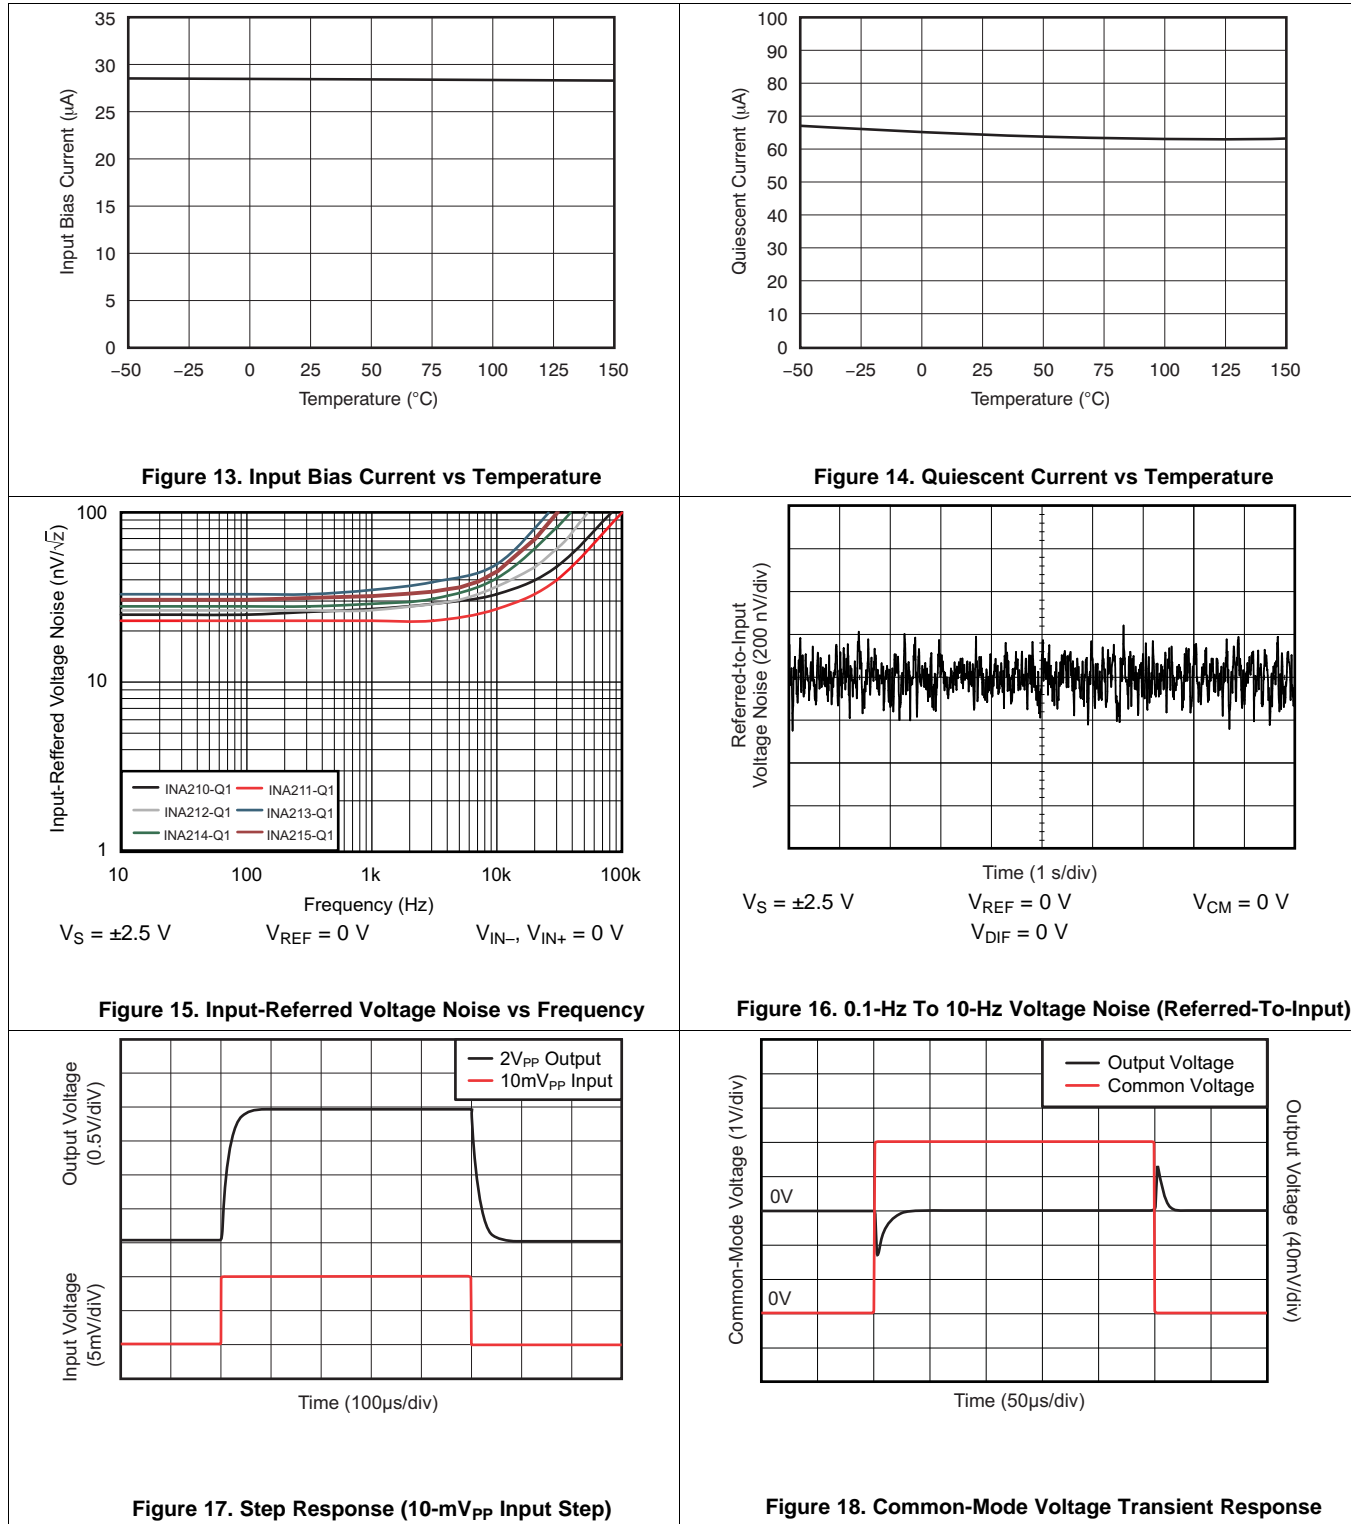 35
30
25
20
15
10
5
0
Input Bias Current (µA)
−50 −25 0 25 50 75 100 125 150
Temperature (°C)
Figure 13. Input Bias Current vs Temperature
100
90
80
70
60
50
40
30
20
10
0
Quiescent Current (µA)
−50 −25 0 25 50 75 100 125 150
Temperature (°C)
Figure 14. Quiescent Current vs Temperature
100
10
1
Input-Reffered Voltage Noise (nV/√z)
INA210-Q1 INA211-Q1
INA212-Q1 INA213-Q1
INA214-Q1 INA215-Q1
10 100 1k 10k 100k
Frequency (Hz)
VS = ±2.5 V VREF = 0 V VIN–, VIN+ = 0 V
Figure 15. Input-Referred Voltage Noise vs Frequency
Referred-to-Input
Voltage Noise (200 nV/div)
Time (1 s/div)
VS = ±2.5 V VREF = 0 V VCM = 0 V
VDIF = 0 V
Figure 16. 0.1-Hz To 10-Hz Voltage Noise (Referred-To-Input)
2VPP Output
10mVPP Input
Output Voltage
(0.5V/diV)
Input Voltage
(5mV/diV)
Time (100µs/div)
Figure 17. Step Response (10-mVPP Input Step)
Output Voltage
Common Voltage
Common-Mode Voltage (1V/div)
0V
0V
Output Voltage (40mV/div)
Time (50µs/div)
Figure 18. Common-Mode Voltage Transient Response